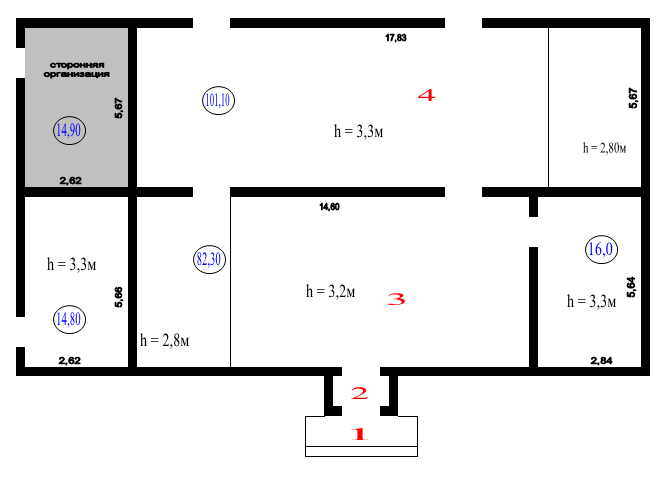 17,83
сторонняя
организация
5,67
101,10
4
5,67
14,90
h = 3,3м
h = 2,80м
2,62
14,60
82,30
16,0
h = 3,3м
5,66
h = 3,2м
3
5,64
h = 3,3м
14,80
h = 2,8м
2,62
2,84
2
1